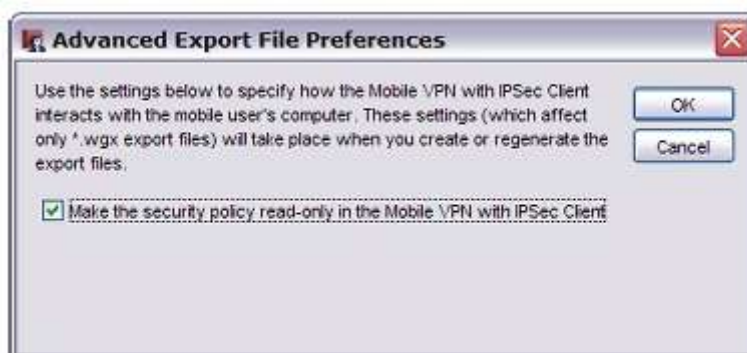 Advanced Export File Preferences
Use the settings below to specify how the Mobile VPN with IPSec Client
interacts with the mobile user's computer. These settings (which affect
only *.wgx export files) will take place when you create or regenerate the
export files.
OK
Cancel
Make the security policy read-only in the Mobile VPN with IPSec Client